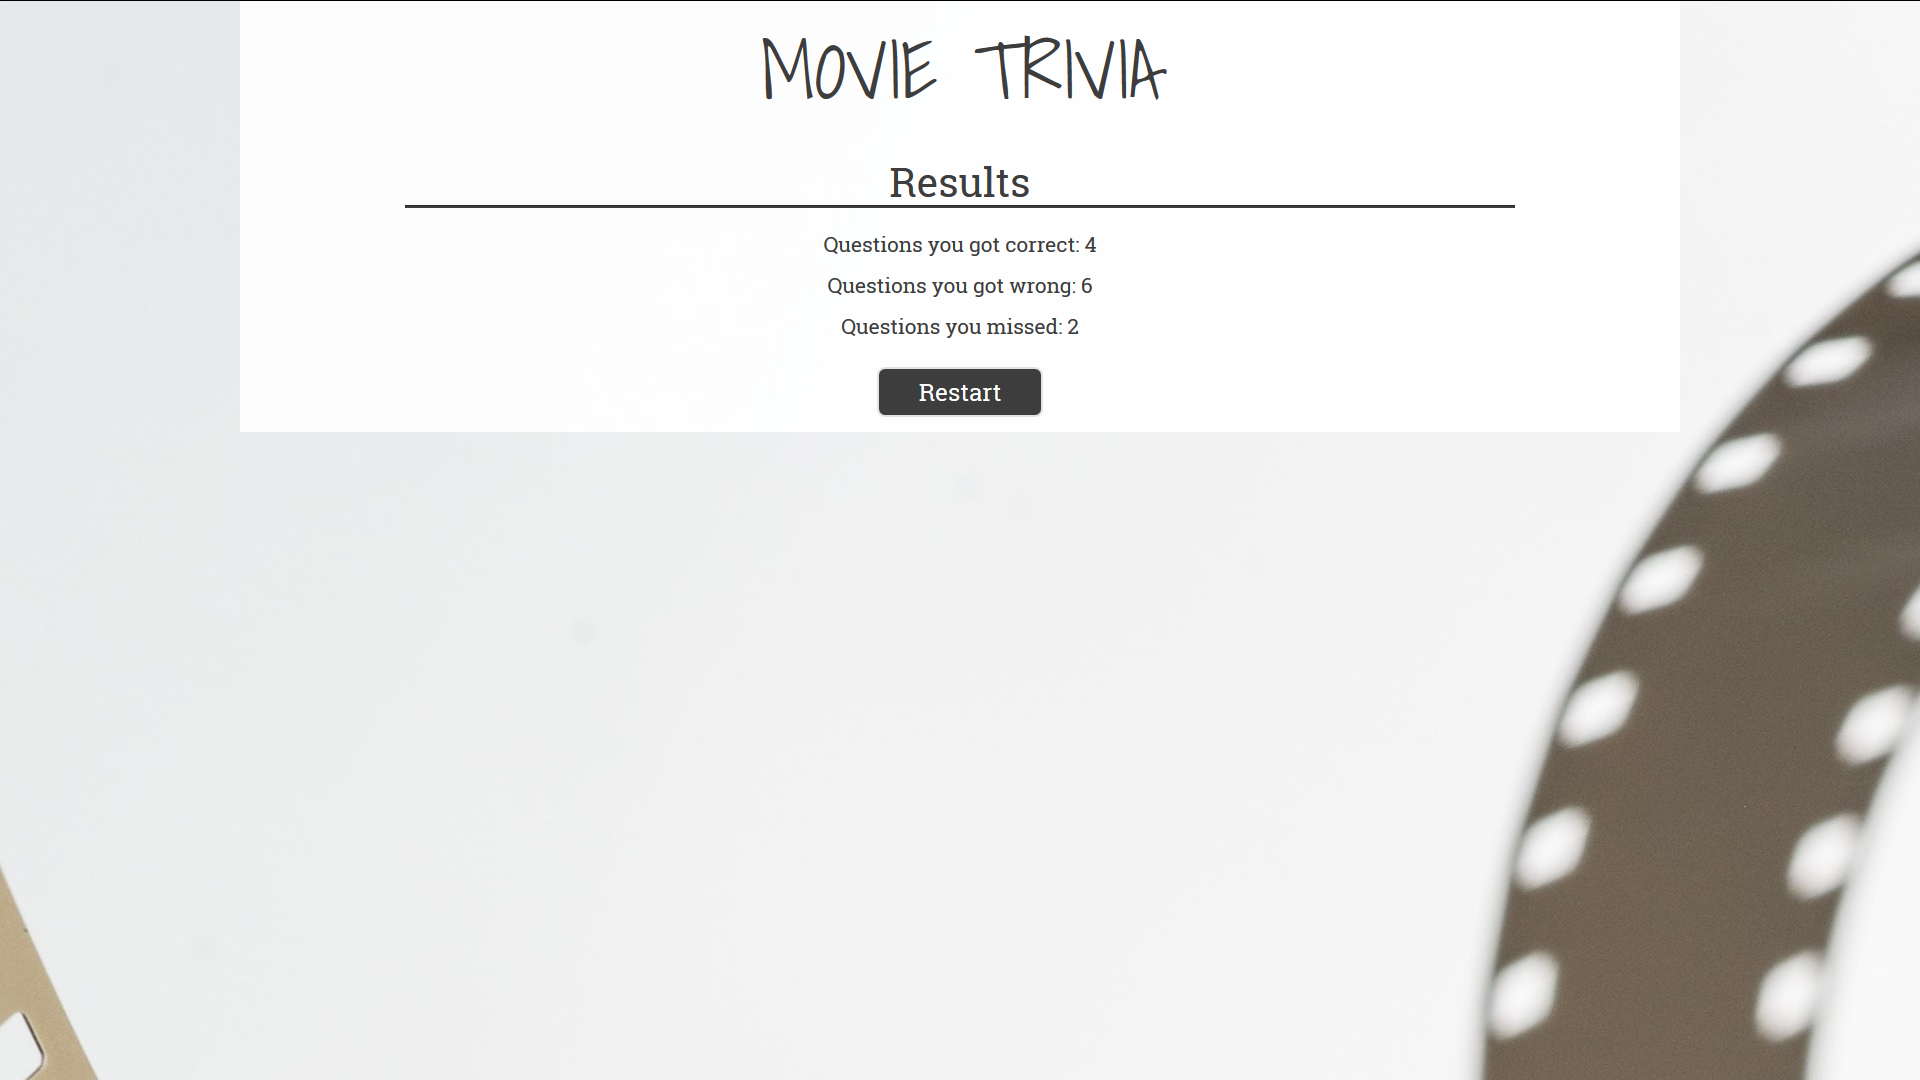 MOVIE TRIVIA
Results
Questions you got correct: 4
Questions you got wrong: 6
Questions you missed: 2
Restart